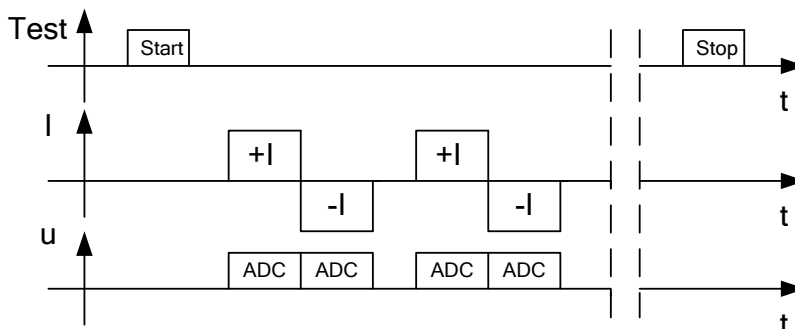 Test
Start
Stop
t
I
+I
-I
+I
-I
t
u
ADC ADC ADC ADC
t